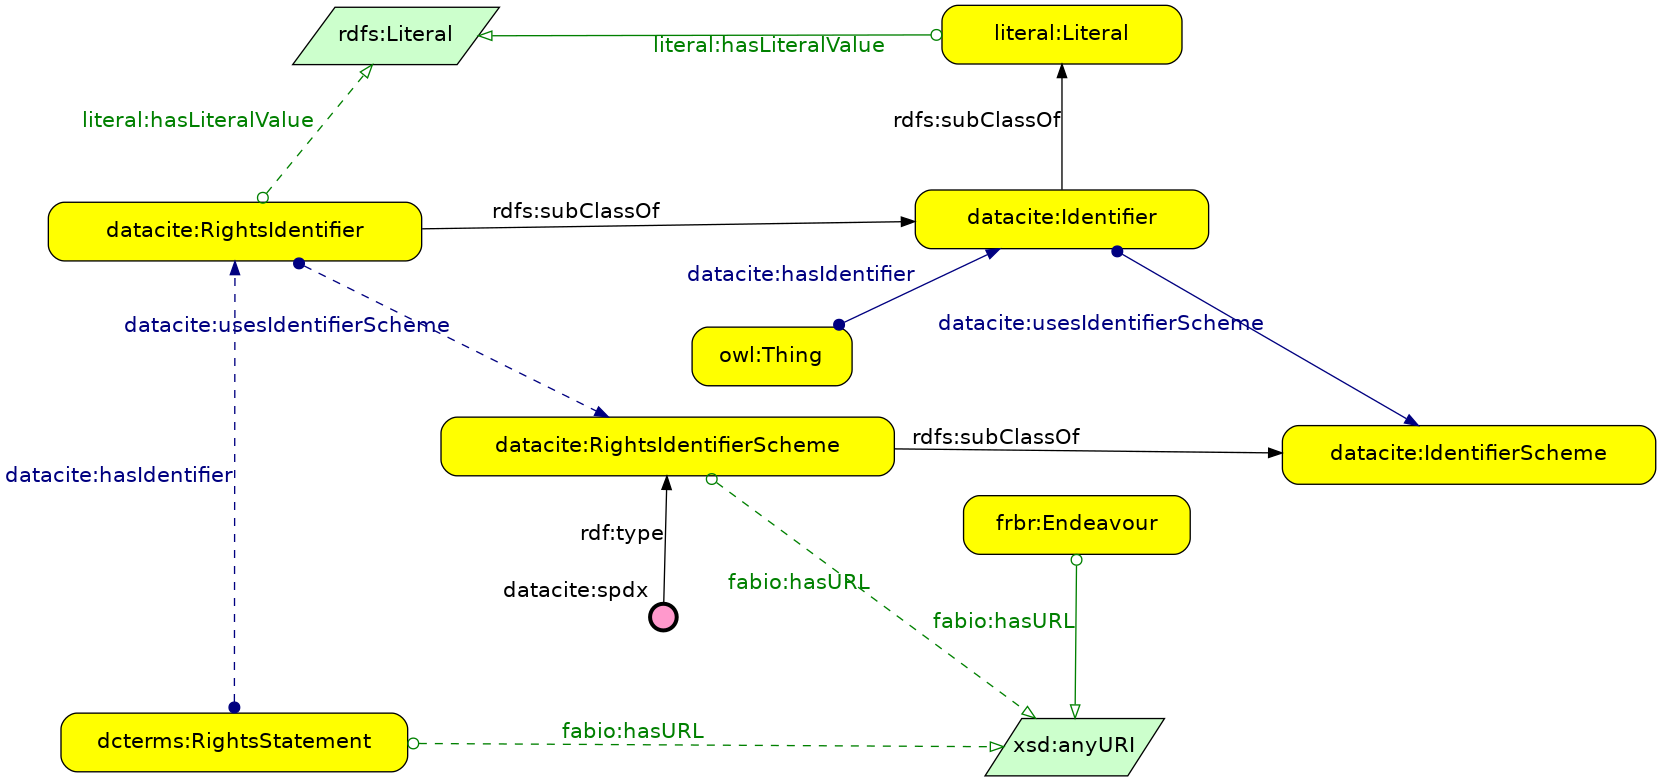 rdfs:Literal
literal:Literal
literal:hasLiteralValue
literal:hasLiteralValue
rdfs:subClassOf
rdfs:subClassOf
datacite:Identifier
datacite:RightsIdentifier
datacite:hasIdentifier
datacite:usesIdentifierScheme
datacite:usesIdentifierScheme
owl:Thing
rdfs:subClassOf
datacite:RightsIdentifierScheme
datacite:IdentifierScheme
datacite:hasIdentifier
frbr:Endeavour
rdf:type
datacite:spdx
fabio:hasURL
fabio:hasURL
fabio:hasURL
dcterms:RightsStatement
xsd:anyURI